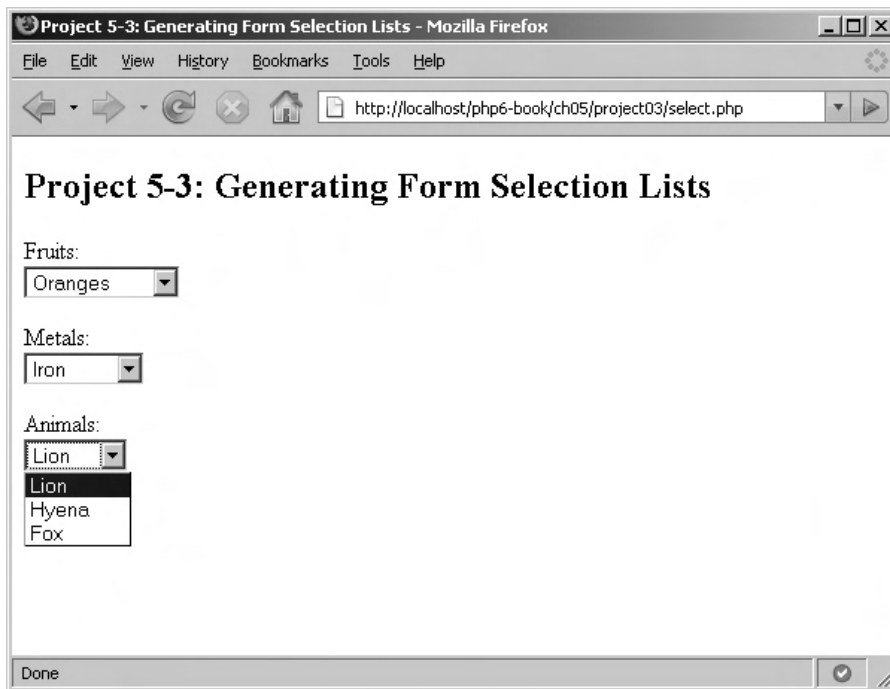 Project 5-3: Generating Form Selection Lists - Mozilla Firefox
File Edit View History Bookmarks Tools Help
http://localhost/php6-book/ch05/project03/select.php
Project 5-3: Generating Form Selection Lists
Fruits:
Oranges
Metals:
Iron
Animals:
Lion
Lion
Hyena
Fox
Done